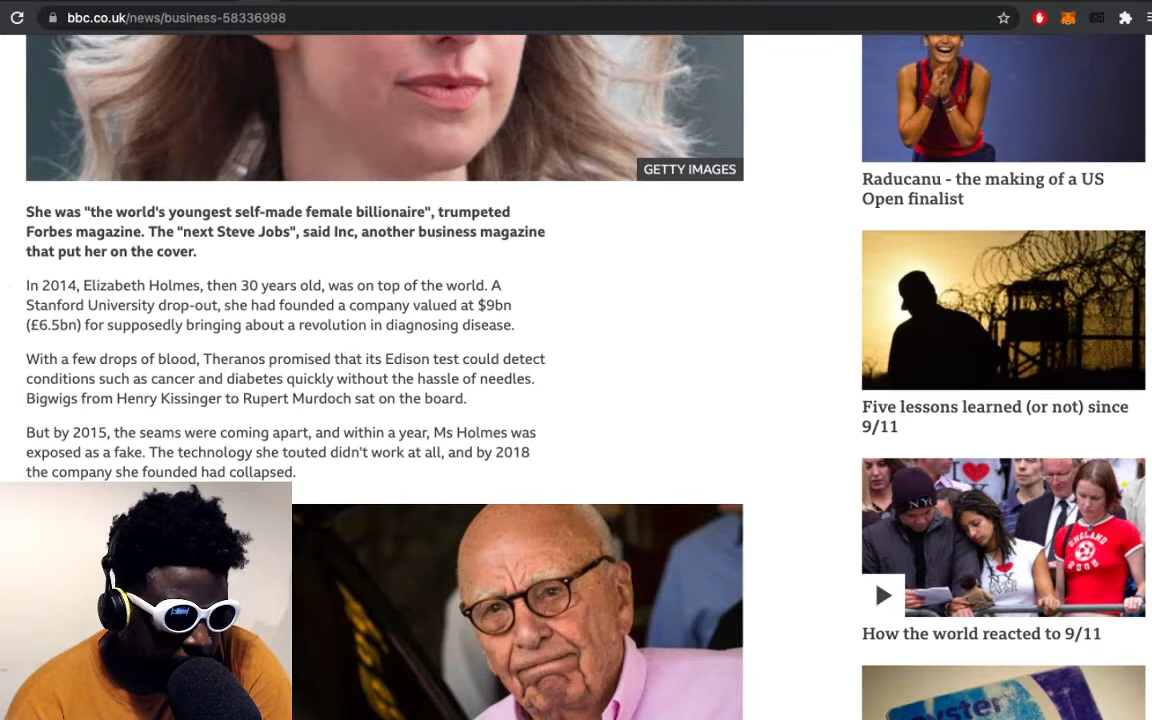 bbc.co.uk/news/business-58336998
GETTY IMAGES
She was "the world's youngest self-made female billionaire", trumpeted
Forbes magazine. The "next Steve Jobs", said Inc, another business magazine
that put her on the cover.
In 2014, Elizabeth Holmes, then 30 years old, was on top of the world. A
Stanford University drop-out, she had founded a company valued at $9bn
(£6.5bn) for supposedly bringing about a revolution in diagnosing disease.
With a few drops of blood, Theranos promised that its Edison test could detect
conditions such as cancer and diabetes quickly without the hassle of needles.
Bigwigs from Henry Kissinger to Rupert Murdoch sat on the board.
But by 2015, the seams were coming apart, and within a year, Ms Holmes was
exposed as a fake. The technology she touted didn't work at all, and by 2018
the company she founded had collapsed.
Raducanu - the making of a US
Open finalist
Five lessons learned (or not) since
9/11
ENGLAND
How the world reacted to 9/11
oyster